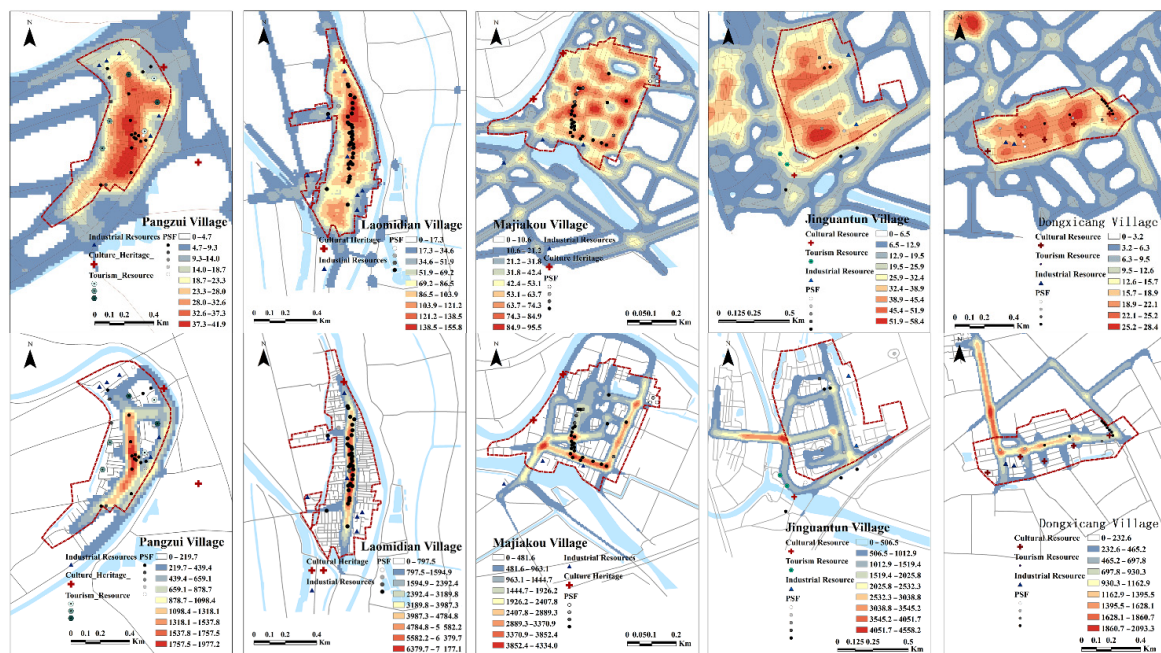 N
Pangzui Village
Industrial Resources PSF
Culture_Heritage_
Tourism_Resource
0-4.7
4.7-9.3
9.3-14.0
14.0-18.7
18.7-23.3
23.3-28.0
28.0-32.6
32.6-37.3
37.3-41.9
0 0.2 0.4
Km
N
Laomidian Village
Cultural Heritage PSF
Industrial Resources
0-17.3
17.3-34.6
34.6-51.9
51.9-69.2
69.2-86.5
86.5-103.9
103.9-121.2
121.2-138.5
138.5-155.8
0 0.2 0.4
Km
N
Majiakou Village
Industrial Resources
Culture Heritage
PSF
0-10.6
10.6-21.2
21.2-31.8
31.8-42.4
42.4-53.1
53.1-63.7
63.7-74.3
74.3-84.9
84.9-95.5
0 0.050.1 0.2
Km
N
Jinguantun Village
Cultural Resource
Tourism Resource
Industrial Resource
PSF
0-6.5
6.5-12.9
12.9-19.5
19.5-25.9
25.9-32.4
32.4-38.9
38.9-45.4
45.4-51.9
51.9-58.4
0 0.125 0.25 0.5
Km
N
Dongxicang Village
Cultural Resource
Tourism Resource
Industrial Resource
PSF
0-3.2
3.2-6.3
6.3-9.5
9.5-12.6
12.6-15.7
15.7-18.9
18.9-22.1
22.1-25.2
25.2-28.4
0 0.2 0.4
Km
N
Pangzui Village
Industrial Resources PSF
Culture_Heritage_
Tourism_Resource
0-219.7
219.7-439.4
439.4-659.1
659.1-878.7
878.7-1098.4
1098.4-1318.1
1318.1-1537.8
1537.8-1757.5
1757.5-1977.2
0 0.2 0.4
Km
N
Laomidian Village
Cultural Heritage PSF
Industial Resources
0-797.5
797.5-1594.9
1594.9-2392.4
2392.4-3189.8
3189.8-3987.3
3987.3-4784.8
4784.8-5 582.2
5582.2-6 379.7
6379.7-7 177.1
0 0.2 0.4
Km
N
Majiakou Village
Industrial Resources
Culture Heritage
PSF
0-481.6
481.6-963.1
963.1-1444.7
1444.7-1926.2
1926.2-2407.8
2407.8-2889.3
2889.3-3370.9
3370.9-3852.4
3852.4-4334.0
0 0.050.1 0.2
Km
N
Jinguantun Village
Cultural Resource
Tourism Resource
Industrial Resource
PSF
0-506.5
506.5-1012.9
1012.9-1519.4
1519.4-2025.8
2025.8-2532.3
2532.3-3038.8
3038.8-3545.2
3545.2-4051.7
4051.7-4558.2
0 0.125 0.25 0.5
Km
N
Dongxicang Village
Cultural Resource
Tourism Resource
Industrial Resource
PSF
0-232.6
232.6-465.2
465.2-697.8
697.8-930.3
930.3-1162.9
1162.9-1395.5
1395.5-1628.1
1628.1-1860.7
1860.7-2093.3
0 0.2 0.4
Km